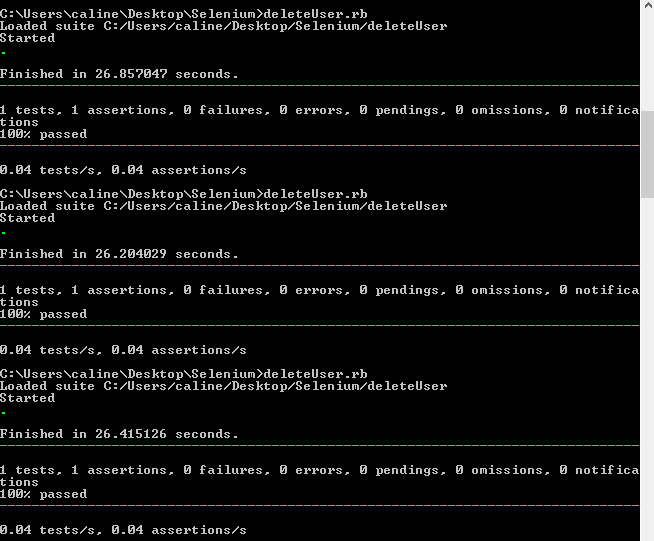 C:\Users\caline\Desktop\Selenium>deleteUser.rb
Loaded suite C:/Users/caline/Desktop/Selenium/deleteUser
Started
.
Finished in 26.857047 seconds.
--------------------------------------------------------------------------------
1 tests, 1 assertions, 0 failures, 0 errors, 0 pendings, 0 omissions, 0 notifica
tions
100% passed
--------------------------------------------------------------------------------
0.04 tests/s, 0.04 assertions/s
C:\Users\caline\Desktop\Selenium>deleteUser.rb
Loaded suite C:/Users/caline/Desktop/Selenium/deleteUser
Started
.
Finished in 26.204029 seconds.
--------------------------------------------------------------------------------
1 tests, 1 assertions, 0 failures, 0 errors, 0 pendings, 0 omissions, 0 notifica
tions
100% passed
--------------------------------------------------------------------------------
0.04 tests/s, 0.04 assertions/s
C:\Users\caline\Desktop\Selenium>deleteUser.rb
Loaded suite C:/Users/caline/Desktop/Selenium/deleteUser
Started
.
Finished in 26.415126 seconds.
--------------------------------------------------------------------------------
1 tests, 1 assertions, 0 failures, 0 errors, 0 pendings, 0 omissions, 0 notifica
tions
100% passed
--------------------------------------------------------------------------------
0.04 tests/s, 0.04 assertions/s